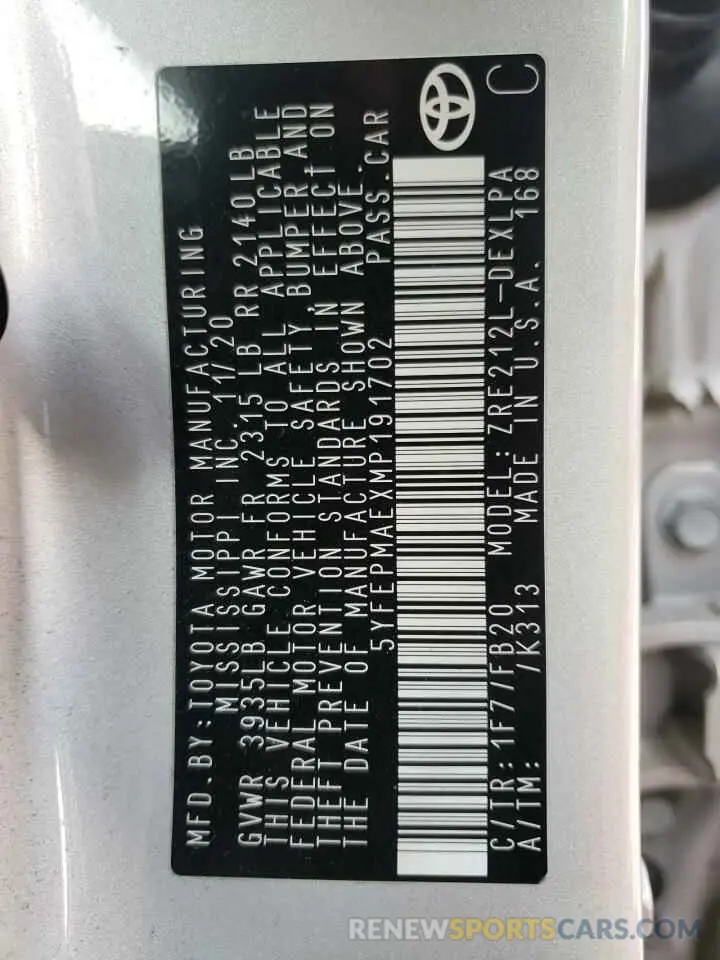 MFD.BY:TOYOTA MOTOR MANUFACTURING
MISSISSIPPI INC. 11/20
GVWR 3935LB GAWR FR 2315 LB RR 2140LB
THIS VEHICLE CONFORMS TO ALL APPLICABLE
FEDERAL MOTOR VEHICLE SAFETY, BUMPER AND
THEFT PREVENTION STANDARDS IN EFFECT ON
THE DATE OF MANUFACTURE SHOWN ABOVE.
5YFEPMAEXMP191702 PASS.CAR
C/TR:1F7/FB20 MODEL:ZRE212L-DEXLPA
A/TM: /K313 MADE IN U.S.A. 168
C
RENEWSPORTSCARS.COM